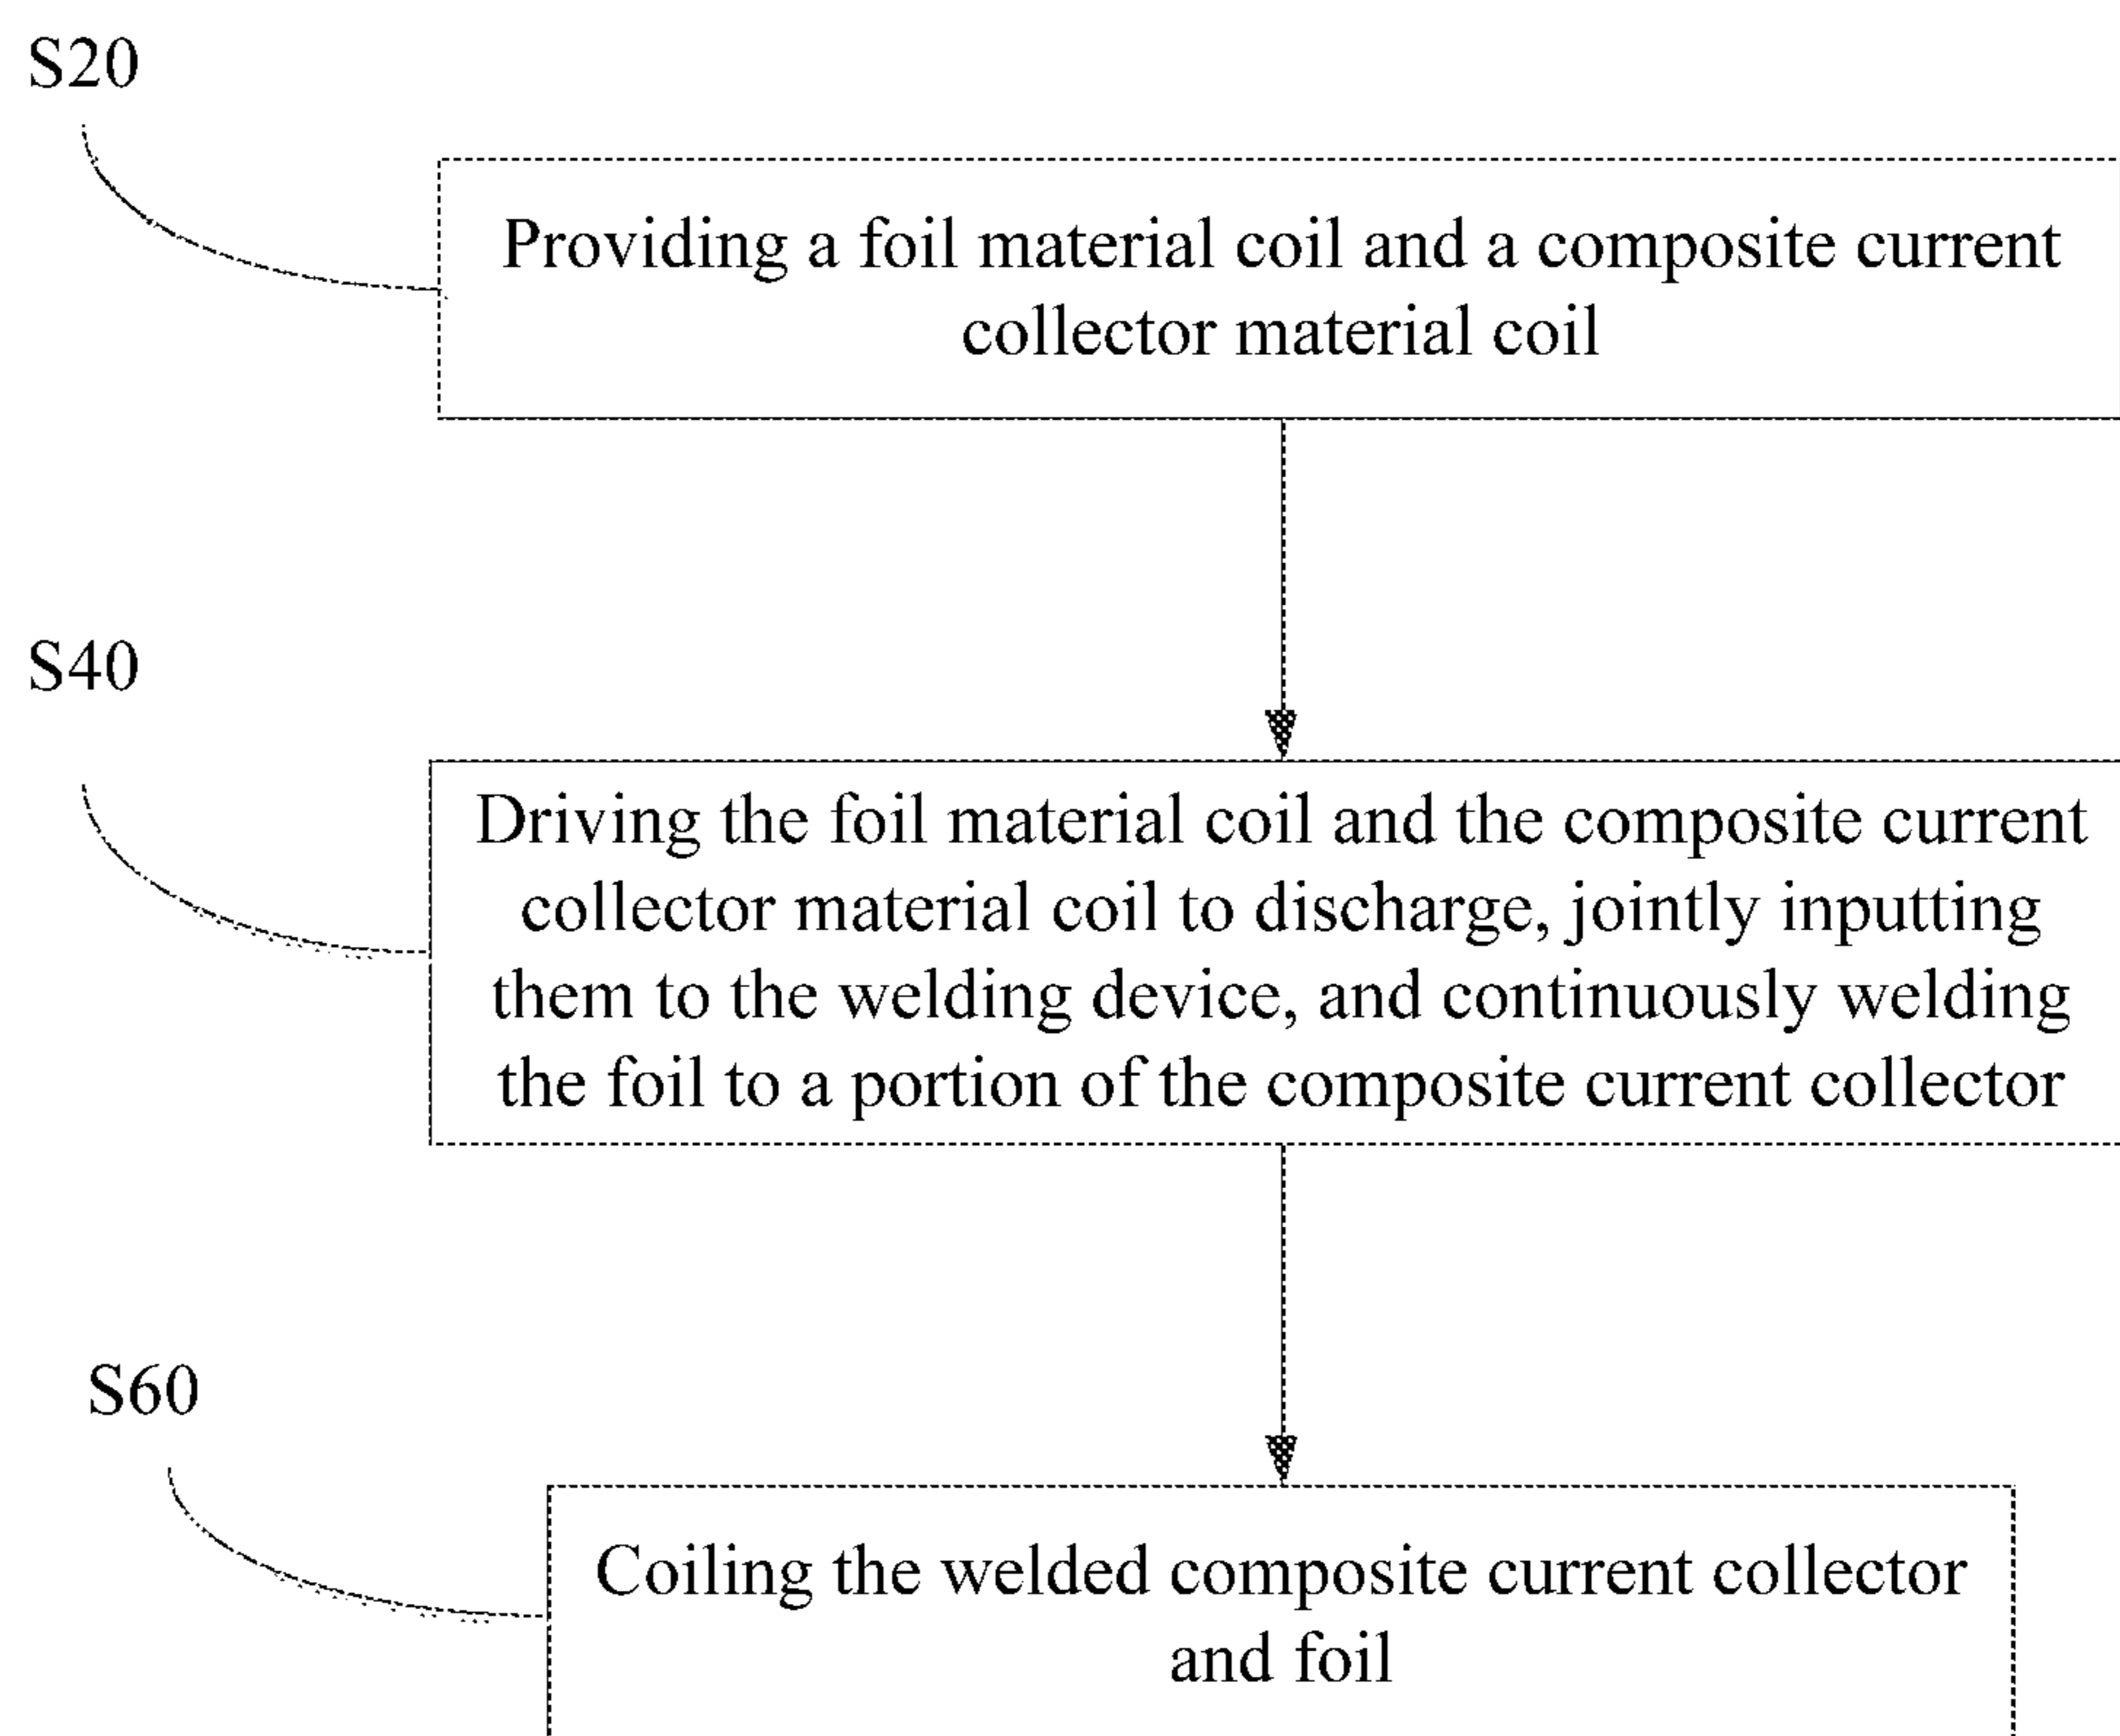 S20
Providing a foil material coil and a composite current
collector material coil
S40
Driving the foil material coil and the composite current
collector material coil to discharge, jointly inputting
them to the welding device, and continuously welding
the foil to a portion of the composite current collector
S60
Coiling the welded composite current collector
and foil